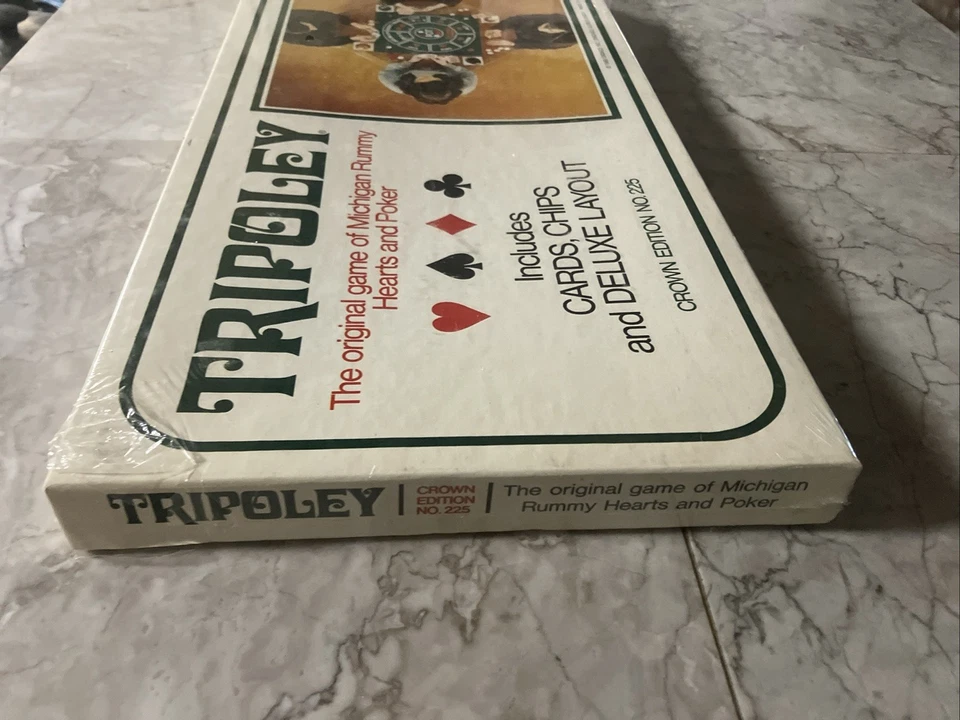 TRIPOLEY
The original game of Michigan Rummy
Hearts and Poker
Includes
CARDS, CHIPS
and DELUXE LAYOUT
CROWN EDITION NO. 225
TRIPOLEY
CROWN
EDITION
NO. 225
The original game of Michigan
Rummy Hearts and Poker